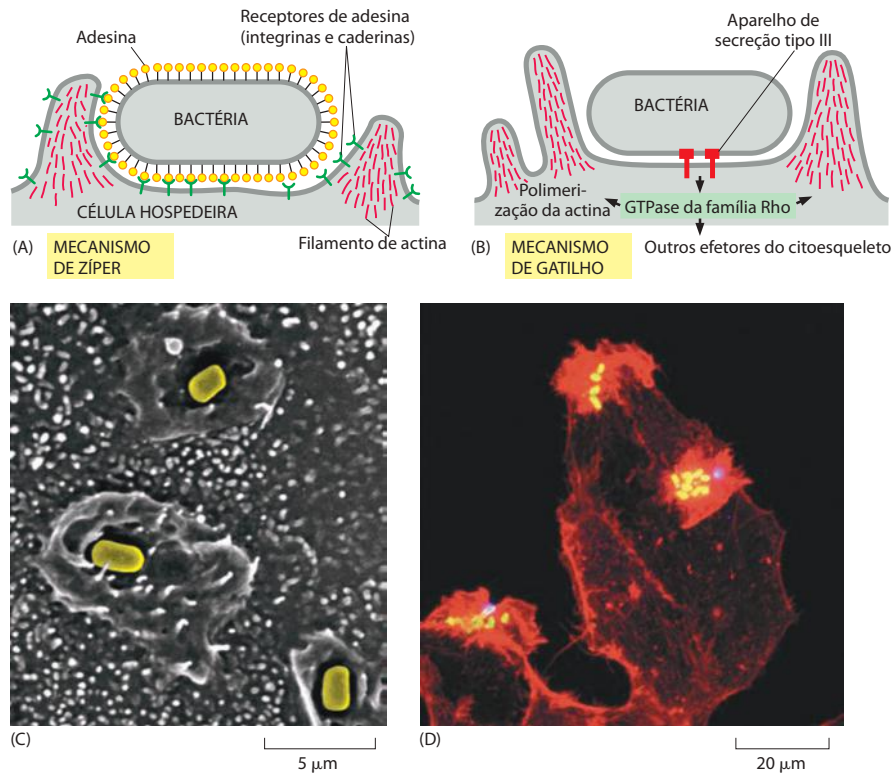 Adesina
Receptores de adesina
(integrinas e caderinas)
BACTÉRIA
CÉLULA HOSPEDEIRA
Filamento de actina
(A)
MECANISMO
DE ZÍPER
Aparelho de
secreção tipo III
BACTÉRIA
Polimeri-
zação da actina
GTPase da família Rho
Outros efetores do citoesqueleto
(B)
MECANISMO
DE GATILHO
(C)
5 µm
(D)
20 µm